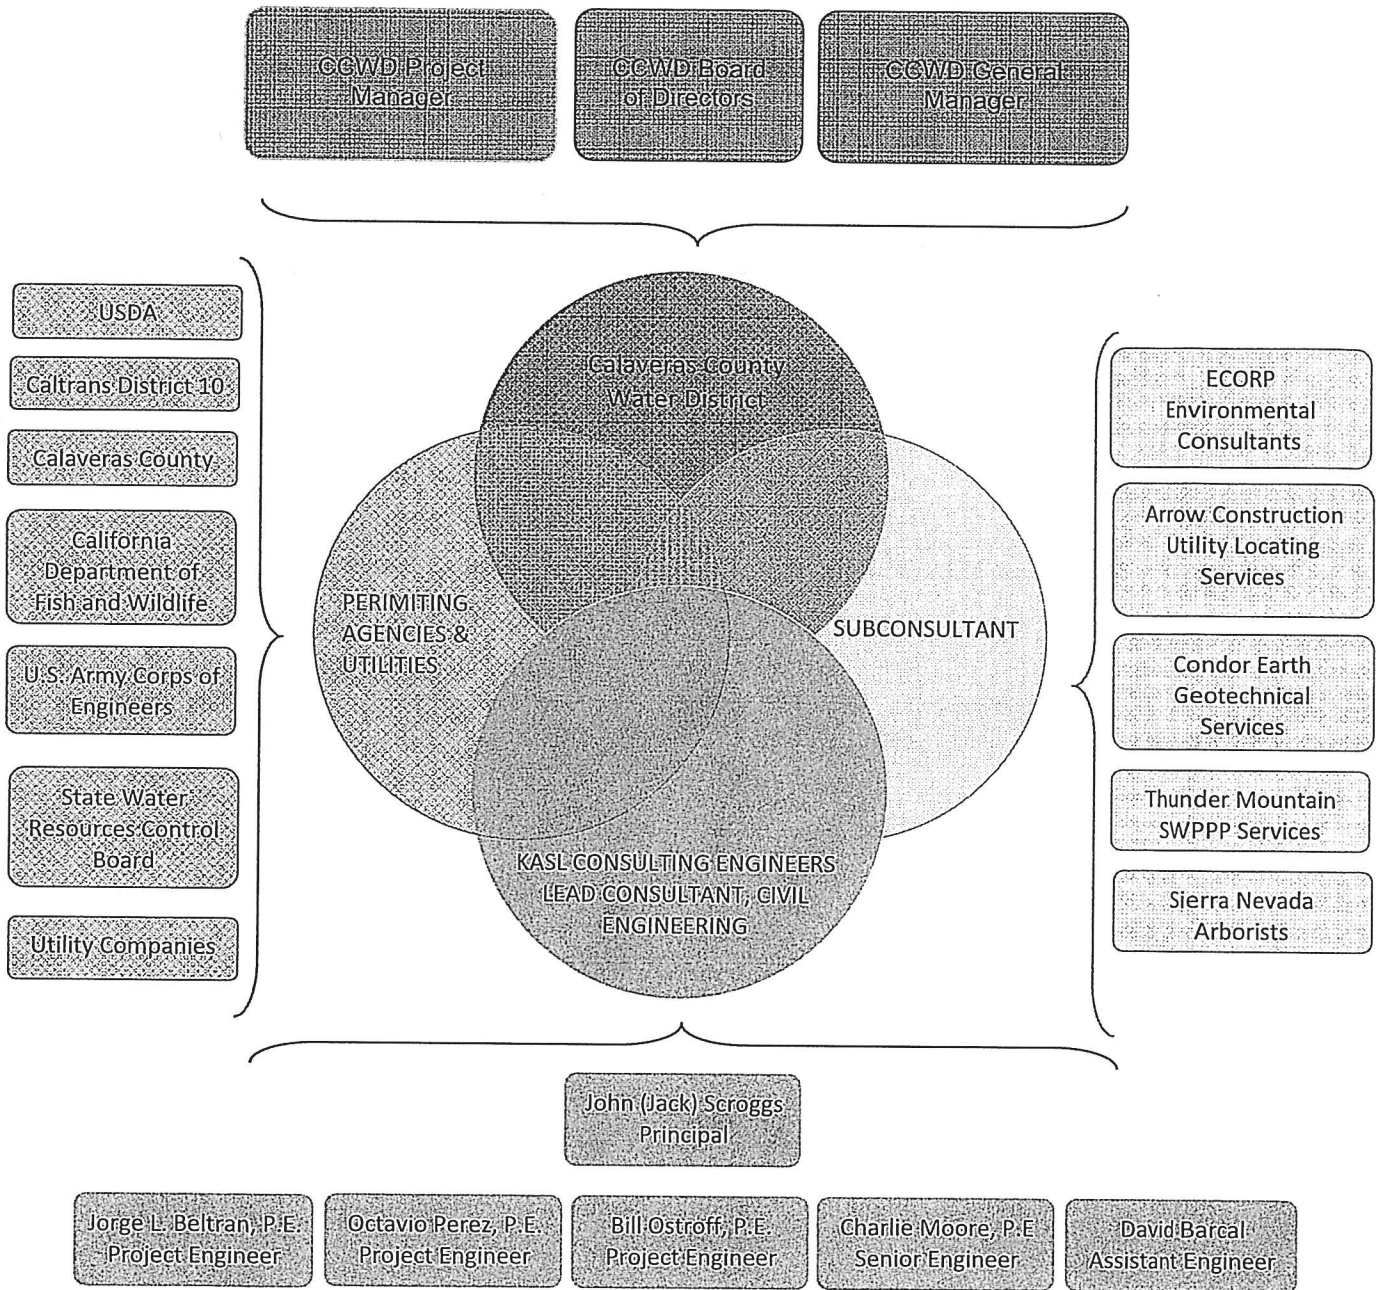 CCWD Project
Manager
CCWD Board
of Directors
CCWD General
Manager
USDA
Caltrans District 10
Calaveras County
California
Department of
Fish and Wildlife
U.S. Army Corps of
Engineers
State Water
Resources Control
Board
Utility Companies
Calaveras County
Water District
PERIMITING
AGENCIES &
UTILITIES
SUBCONSULTANT
KASL CONSULTING ENGINEERS
LEAD CONSULTANT, CIVIL
ENGINEERING
ECORP
Environmental
Consultants
Arrow Construction
Utility Locating
Services
Condor Earth
Geotechnical
Services
Thunder Mountain
SWPPP Services
Sierra Nevada
Arborists
John (Jack) Scroggs
Principal
Jorge L. Beltran, P.E.
Project Engineer
Octavio Perez, P.E.
Project Engineer
Bill Ostroff, P.E.
Project Engineer
Charlie Moore, P.E
Senior Engineer
David Barcal
Assistant Engineer